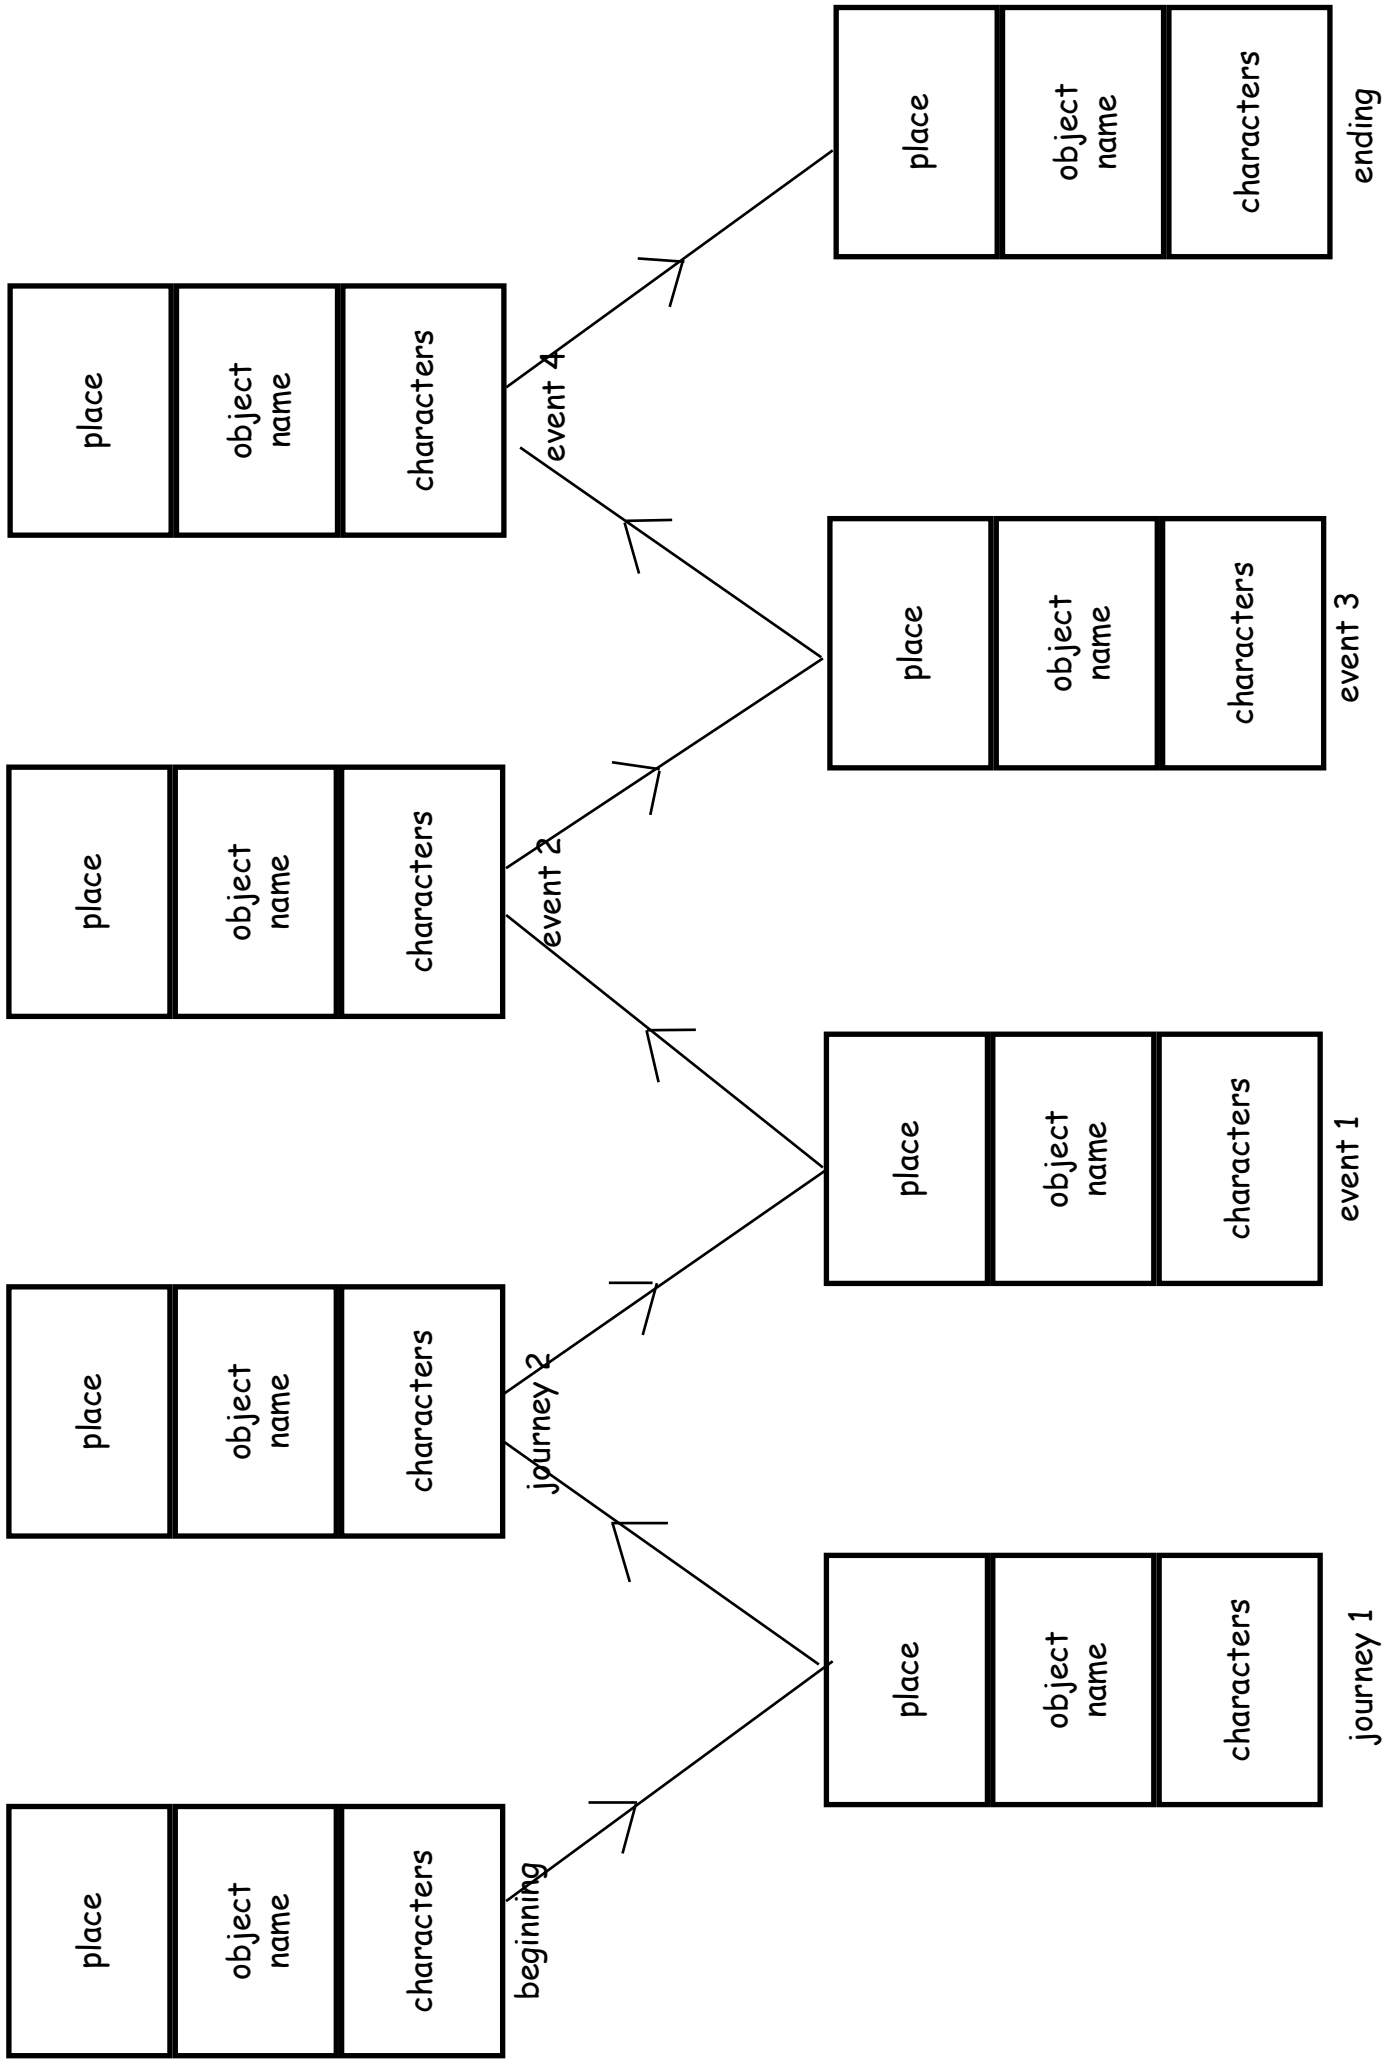 place
object
name
characters
beginning
place
object
name
characters
journey 1
place
object
name
characters
journey 2
place
object
name
characters
event 1
place
object
name
characters
event 2
place
object
name
characters
event 3
place
object
name
characters
event 4
place
object
name
characters
ending